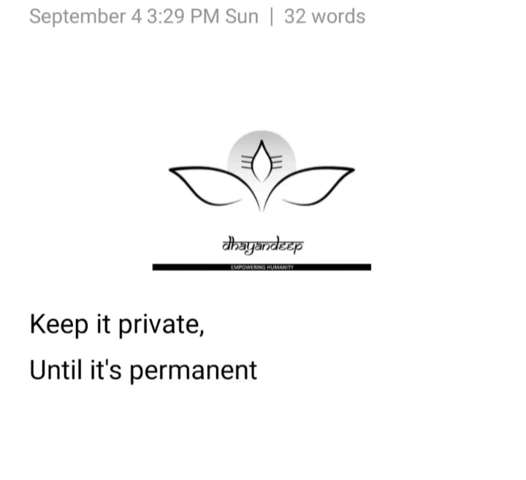 September 4 3:29 PM Sun | 32 words
dhayandeep
EMPOWERING HUMANITY
Keep it private,
Until it's permanent